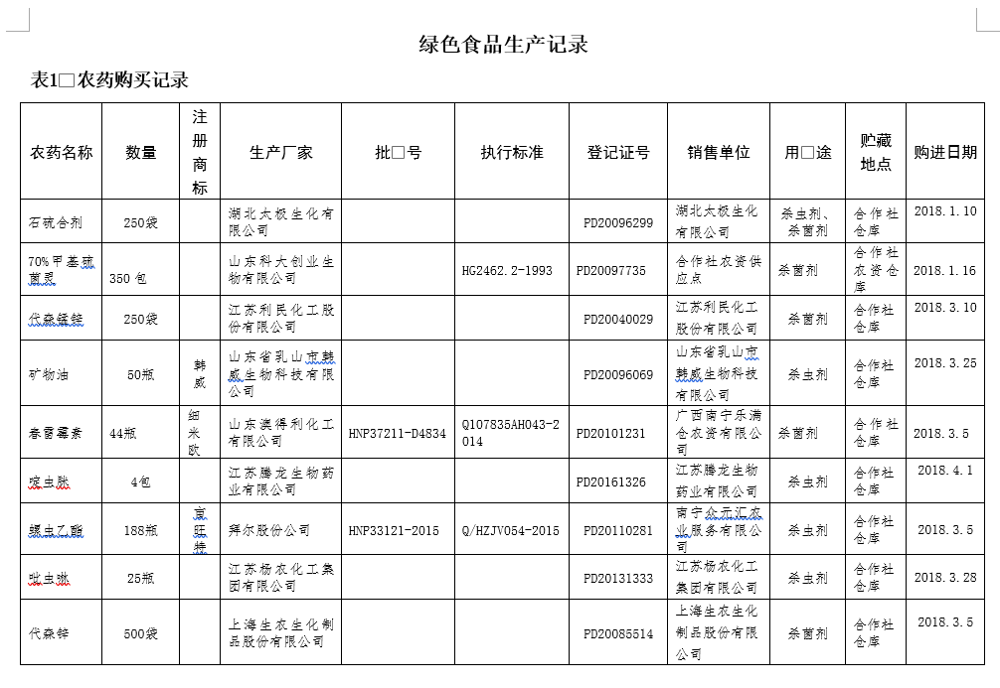 绿色食品生产记录
表1□农药购买记录
农药名称 数量 注册商标 生产厂家 批□号 执行标准 登记证号 销售单位 用□途 贮藏地点 购进日期
石硫合剂 250袋 湖北太极生化有限公司 PD20096299 湖北太极生化有限公司 杀虫剂、杀菌剂 合作社仓库 2018.1.10
70%甲基硫菌灵 350 包 山东科大创业生物有限公司 HG2462.2-1993 PD20097735 合作社农资供应点 杀菌剂 合作社农资仓库 2018.1.16
代森锰锌 250袋 江苏利民化工股份有限公司 PD20040029 江苏利民化工股份有限公司 杀菌剂 合作社仓库 2018.3.10
矿物油 50瓶 韩威 山东省乳山市韩威生物科技有限公司 PD20096069 山东省乳山市韩威生物科技有限公司 杀虫剂 合作社仓库 2018.3.25
春雷霉素 44瓶 细米欧 山东澳得利化工有限公司 HNP37211-D4834 Q107835AH043-2014 PD20101231 广西南宁乐满仓农资有限公司 杀菌剂 合作社仓库 2018.3.5
啶虫脒 4包 江苏腾龙生物药业有限公司 PD20161326 江苏腾龙生物药业有限公司 杀虫剂 合作社仓库 2018.4.1
螺虫乙酯 188瓶 亩旺特 拜尔股份公司 HNP33121-2015 Q/HZJV054-2015 PD20110281 南宁众元汇农业服务有限公司 杀虫剂 合作社仓库 2018.3.5
吡虫啉 25瓶 江苏杨农化工集团有限公司 PD20131333 江苏杨农化工集团有限公司 杀虫剂 合作社仓库 2018.3.28
代森锌 500袋 上海生农生化制品股份有限公司 PD20085514 上海生农生化制品股份有限公司 杀菌剂 合作社仓库 2018.3.5